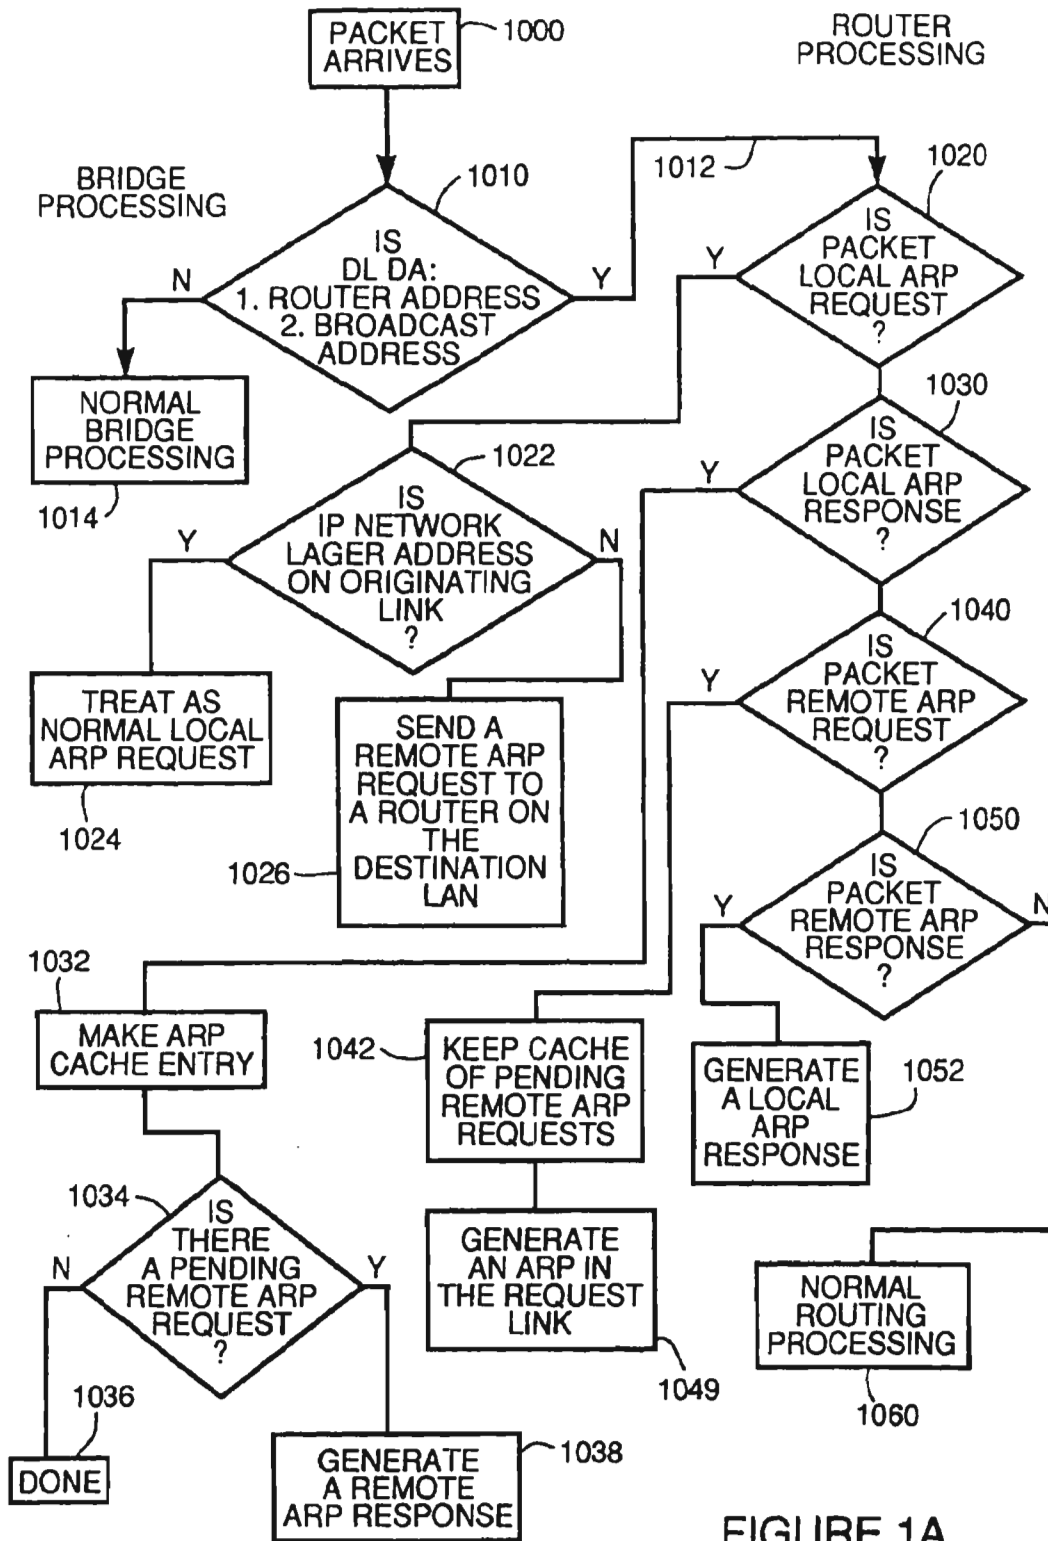 PACKET
ARRIVES
1000
ROUTER
PROCESSING
BRIDGE
PROCESSING
1010
1012
1020
IS
DL DA:
1. ROUTER ADDRESS
2. BROADCAST
ADDRESS
N
Y
IS
PACKET
LOCAL ARP
REQUEST
?
Y
NORMAL
BRIDGE
PROCESSING
1014
1022
IS
IP NETWORK
LAGER ADDRESS
ON ORIGINATING
LINK
?
Y
N
1030
IS
PACKET
LOCAL ARP
RESPONSE
?
Y
TREAT AS
NORMAL LOCAL
ARP REQUEST
1024
SEND A
REMOTE ARP
REQUEST TO
A ROUTER ON
THE
DESTINATION
LAN
1026
1040
IS
PACKET
REMOTE ARP
REQUEST
?
Y
1050
IS
PACKET
REMOTE ARP
RESPONSE
?
Y
N
1032
MAKE ARP
CACHE ENTRY
1042
KEEP CACHE
OF PENDING
REMOTE ARP
REQUESTS
GENERATE
A LOCAL
ARP
RESPONSE
1052
1034
IS
THERE
A PENDING
REMOTE ARP
REQUEST
?
N
Y
GENERATE
AN ARP IN
THE REQUEST
LINK
1049
NORMAL
ROUTING
PROCESSING
1060
1036
DONE
GENERATE
A REMOTE
ARP RESPONSE
1038
FIGURE 1A